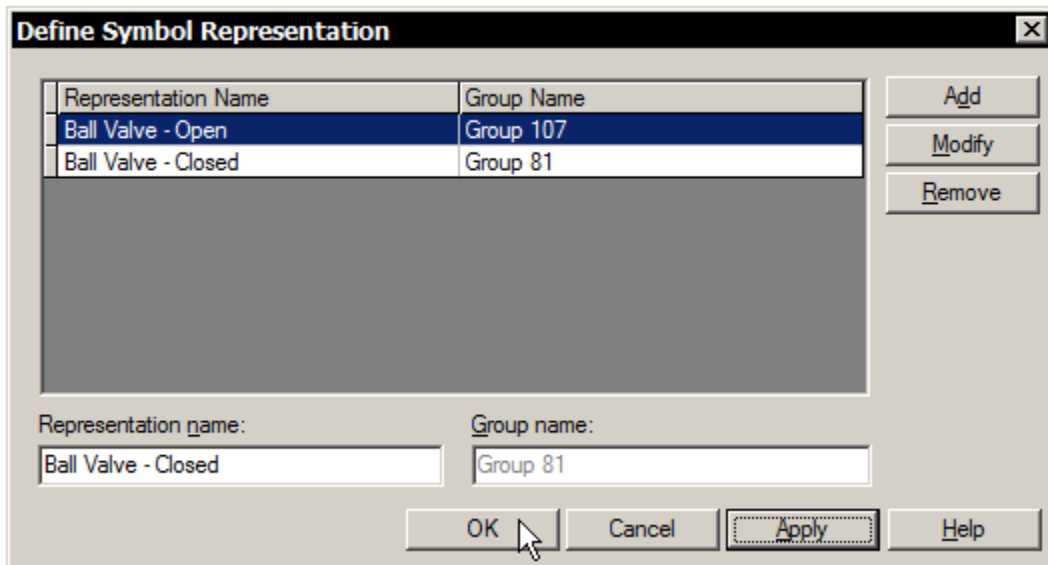 Define Symbol Representation
Representation Name Group Name
Ball Valve - Open Group 107
Ball Valve - Closed Group 81
Add
Modify
Remove
Representation name: Group name:
Ball Valve - Closed Group 81
OK Cancel Apply Help